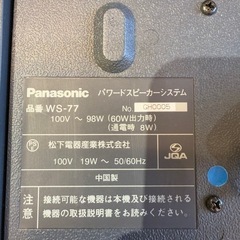 Panasonic パワードスピーカーシステム
品番 WS-77 No. QH0005
100V ~ 98W (60W出力時)
(通電時 8W)
松下電器産業株式会社
100V 19W ~ 50/60Hz
JQA
中国製
注意
接続可能な機器は本機及び接続される
機器の取扱説明書をお読みください。